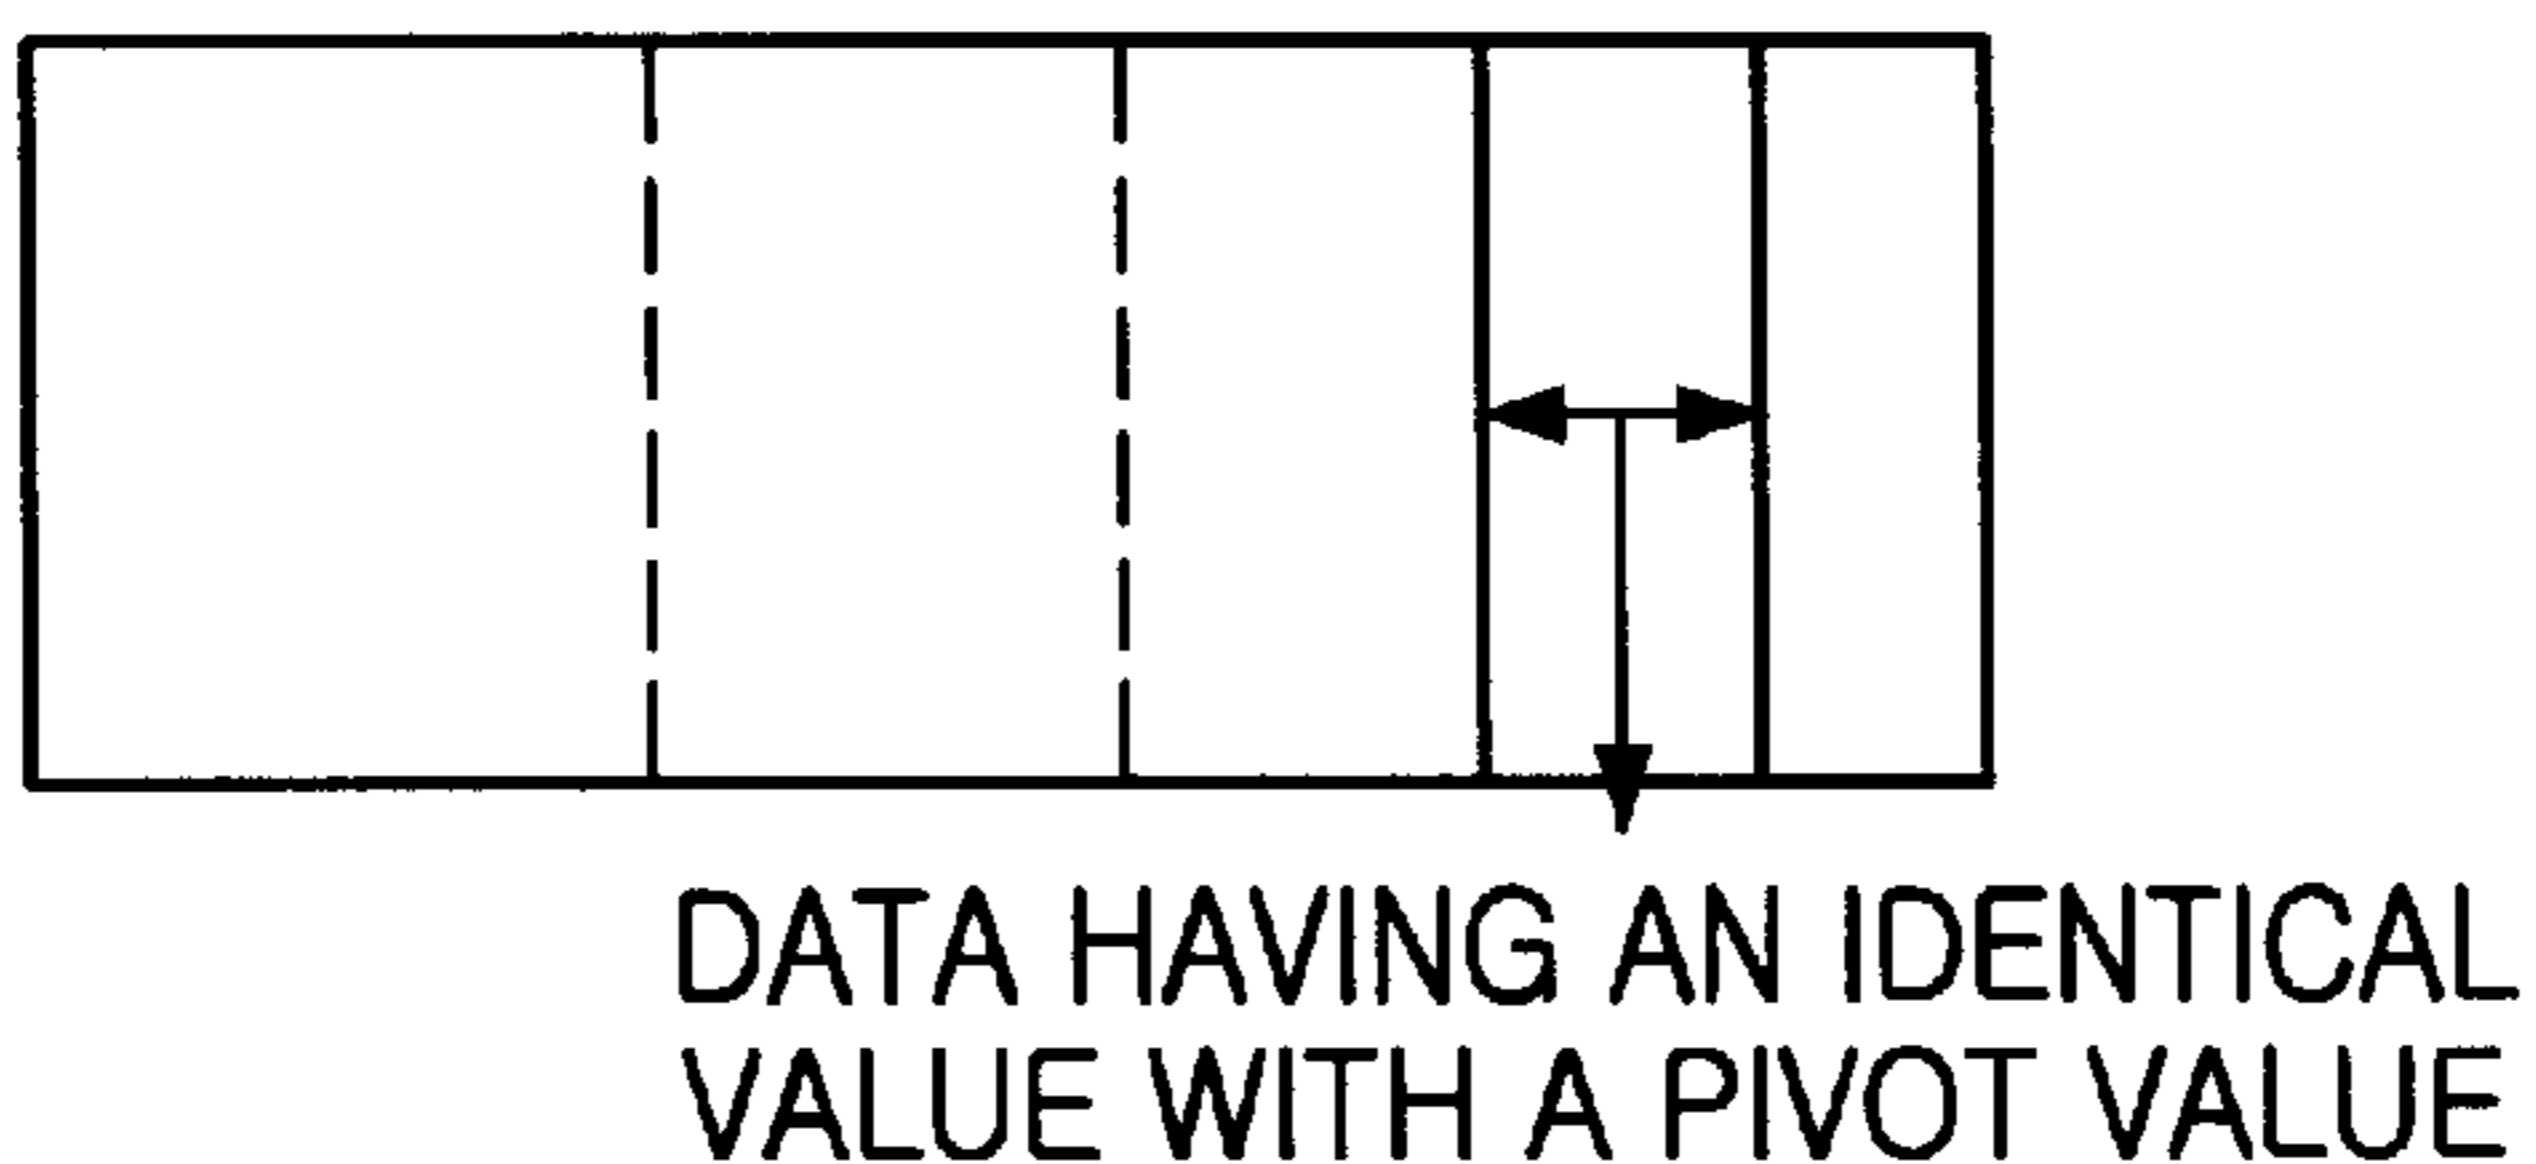 DATA HAVING AN IDENTICAL
VALUE WITH A PIVOT VALUE